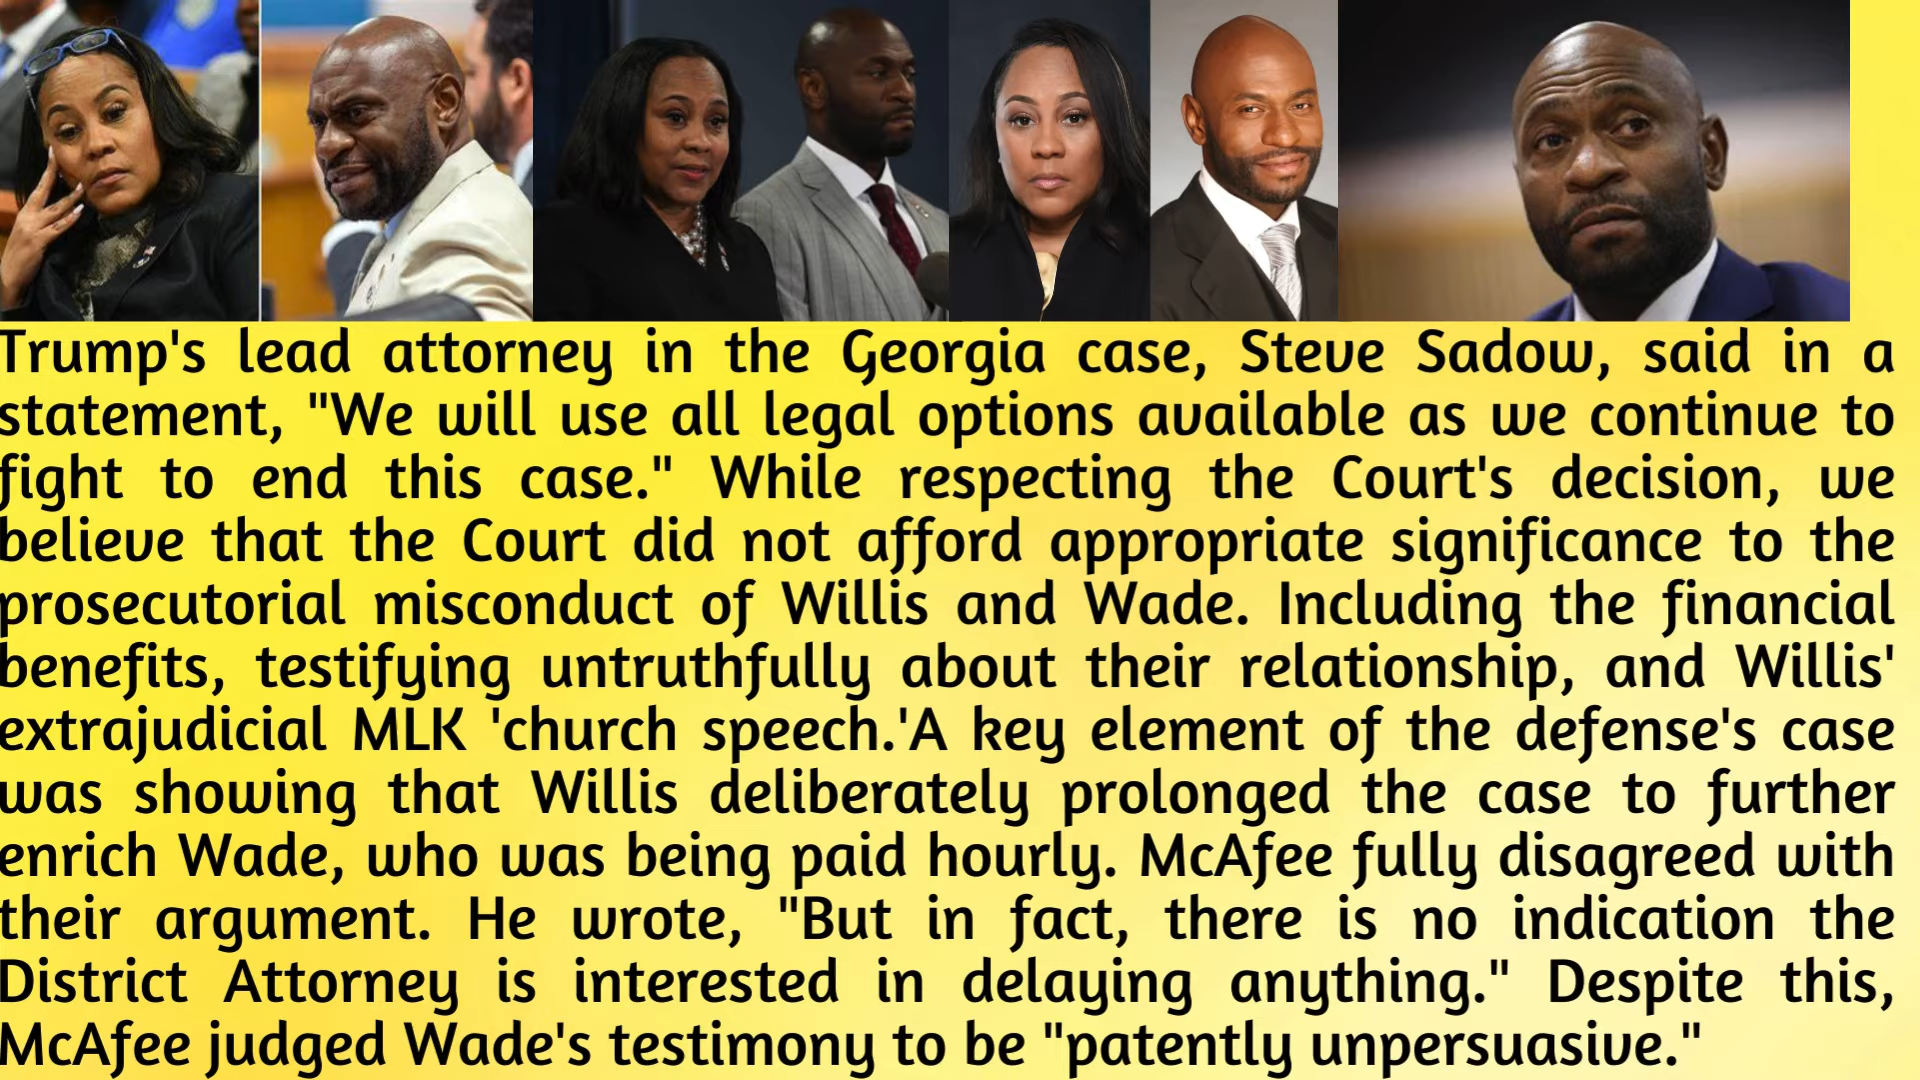 Trump's lead attorney in the Georgia case, Steve Sadow, said in a
statement, "We will use all legal options available as we continue to
fight to end this case." While respecting the Court's decision, we
believe that the Court did not afford appropriate significance to the
prosecutorial misconduct of Willis and Wade. Including the financial
benefits, testifying untruthfully about their relationship, and Willis'
extrajudicial MLK 'church speech.'A key element of the defense's case
was showing that Willis deliberately prolonged the case to further
enrich Wade, who was being paid hourly. McAfee fully disagreed with
their argument. He wrote, "But in fact, there is no indication the
District Attorney is interested in delaying anything." Despite this,
McAfee judged Wade's testimony to be "patently unpersuasive."